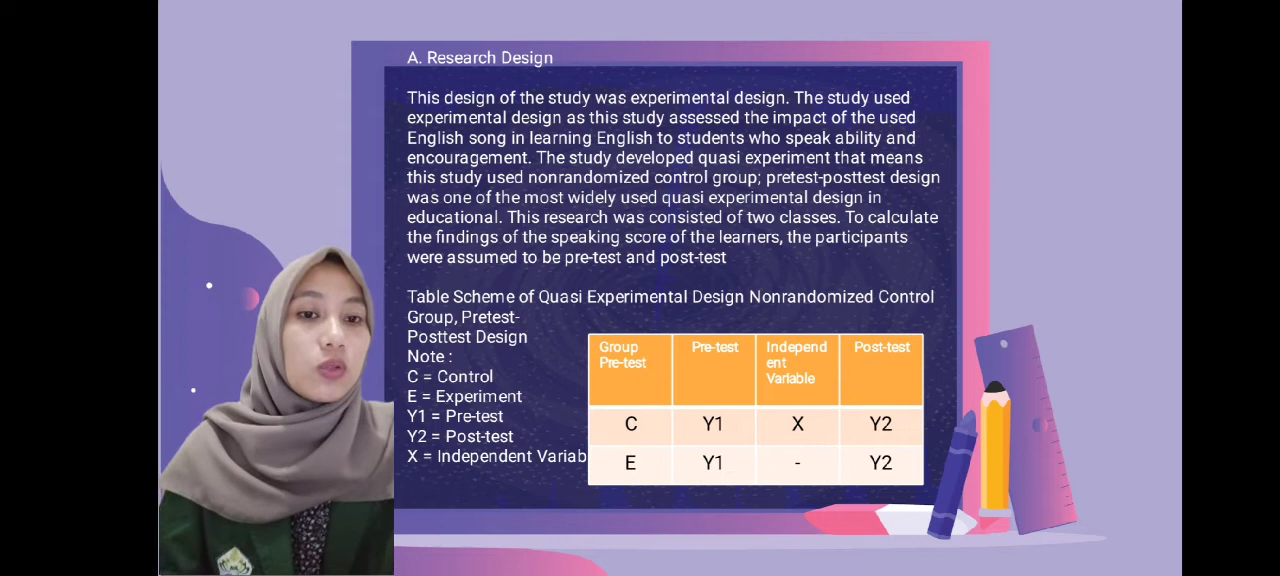 A. Research Design
This design of the study was experimental design. The study used
experimental design as this study assessed the impact of the used
English song in learning English to students who speak ability and
encouragement. The study developed quasi experiment that means
this study used nonrandomized control group; pretest-posttest design
was one of the most widely used quasi experimental design in
educational. This research was consisted of two classes. To calculate
the findings of the speaking score of the learners, the participants
were assumed to be pre-test and post-test
Table Scheme of Quasi Experimental Design Nonrandomized Control
Group, Pretest-
Posttest Design
Note :
C = Control
E = Experiment
Y1 = Pre-test
Y2 = Post-test
X = Independent Variab
Group Pre-test Independ Post-test
Pre-test ent
Variable
C Y1 X Y2
E Y1 - Y2